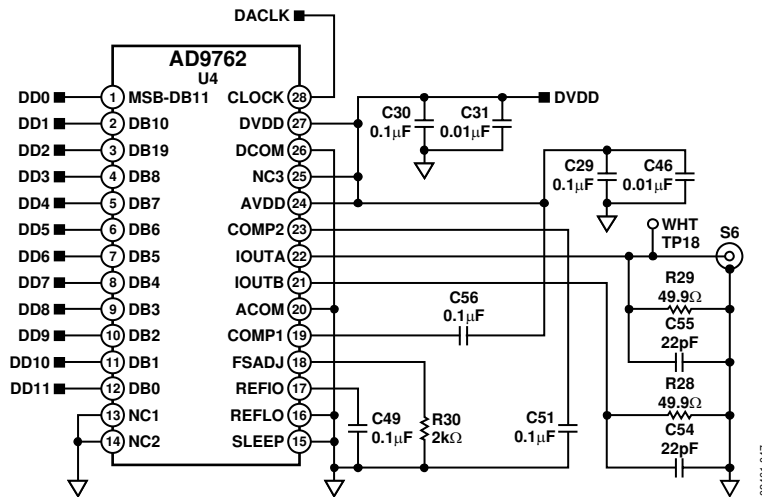 DACLK
AD9762
U4
DD0 1 MSB-DB11 CLOCK 28
DD1 2 DB10 DVDD 27
DD2 3 DB19 DCOM 26
DD3 4 DB8 NC3 25
DD4 5 DB7 AVDD 24
DD5 6 DB6 COMP2 23
DD6 7 DB5 IOUTA 22
DD7 8 DB4 IOUTB 21
DD8 9 DB3 ACOM 20
DD9 10 DB2 COMP1 19
DD10 11 DB1 FSADJ 18
DD11 12 DB0 REFIO 17
13 NC1 REFLO 16
14 NC2 SLEEP 15
DVDD
C30
0.1µF
C31
0.01µF
C29
0.1µF
C46
0.01µF
WHT
TP18
S6
C56
0.1µF
R29
49.9Ω
C55
22pF
R28
49.9Ω
C54
22pF
C49
0.1µF
R30
2kΩ
C51
0.1µF